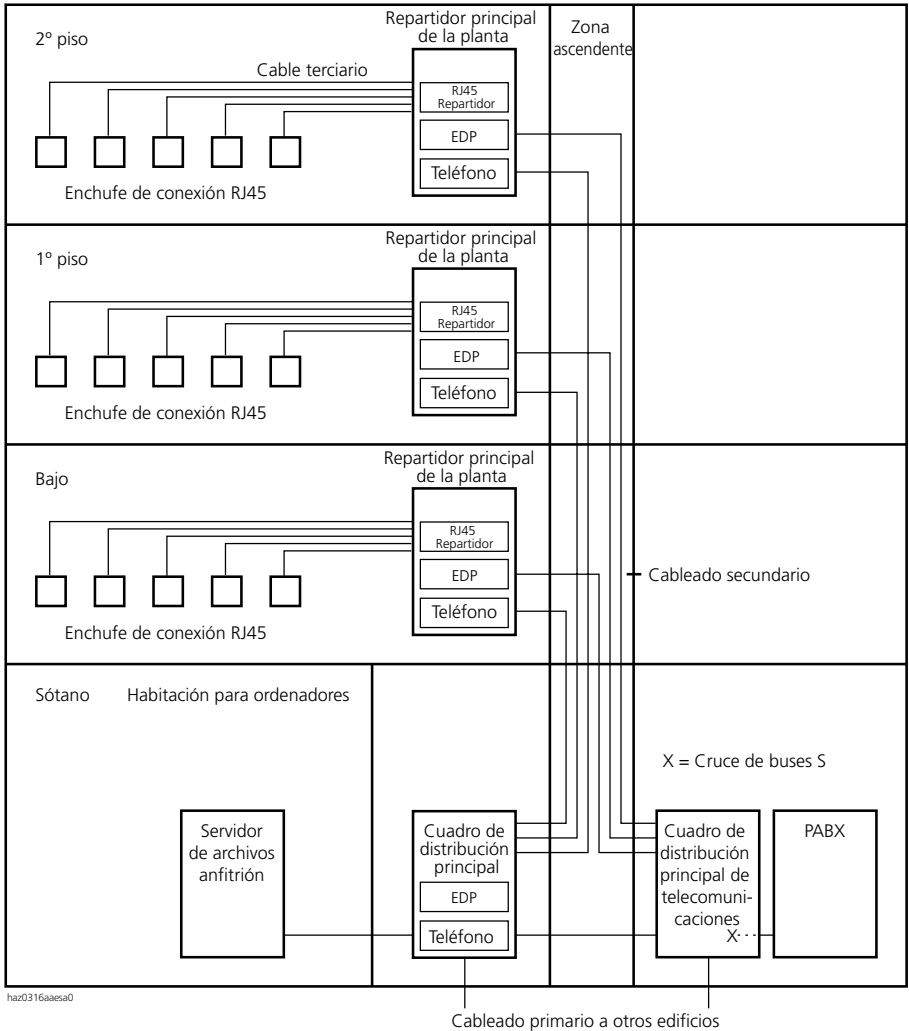 Repartidor principal
de la planta
Zona
ascendente
2º piso
Cable terciario
RJ45
Repartidor
EDP
Teléfono
Enchufe de conexión RJ45
Repartidor principal
de la planta
1º piso
RJ45
Repartidor
EDP
Teléfono
Enchufe de conexión RJ45
Repartidor principal
de la planta
Bajo
RJ45
Repartidor
EDP
Teléfono
Cableado secundario
Enchufe de conexión RJ45
Sótano
Habitación para ordenadores
X = Cruce de buses S
Servidor
de archivos
anfitrión
Cuadro de
distribución
principal
EDP
Teléfono
Cuadro de
distribución
principal de
telecomuni-
caciones
X
PABX
haz0316aaesa0
Cableado primario a otros edificios